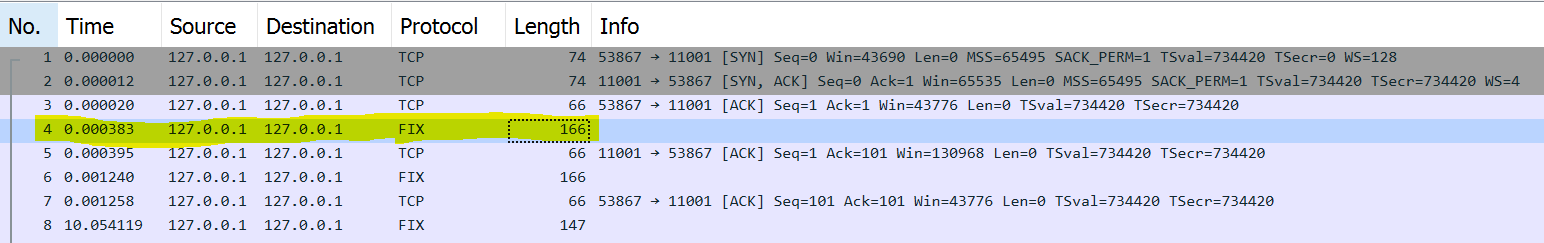 No. Time Source Destination Protocol Length Info
1 0.000000 127.0.0.1 127.0.0.1 TCP 74 53867 → 11001 [SYN] Seq=0 Win=43690 Len=0 MSS=65495 SACK_PERM=1 TSval=734420 TSecr=0 WS=128
2 0.000012 127.0.0.1 127.0.0.1 TCP 74 11001 → 53867 [SYN, ACK] Seq=0 Ack=1 Win=65535 Len=0 MSS=65495 SACK_PERM=1 TSval=734420 TSecr=734420 WS=4
3 0.000020 127.0.0.1 127.0.0.1 TCP 66 53867 → 11001 [ACK] Seq=1 Ack=1 Win=43776 Len=0 TSval=734420 TSecr=734420
4 0.000383 127.0.0.1 127.0.0.1 FIX 166
5 0.000395 127.0.0.1 127.0.0.1 TCP 66 11001 → 53867 [ACK] Seq=1 Ack=101 Win=130968 Len=0 TSval=734420 TSecr=734420
6 0.001240 127.0.0.1 127.0.0.1 FIX 166
7 0.001258 127.0.0.1 127.0.0.1 TCP 66 53867 → 11001 [ACK] Seq=101 Ack=101 Win=43776 Len=0 TSval=734420 TSecr=734420
8 10.054119 127.0.0.1 127.0.0.1 FIX 147